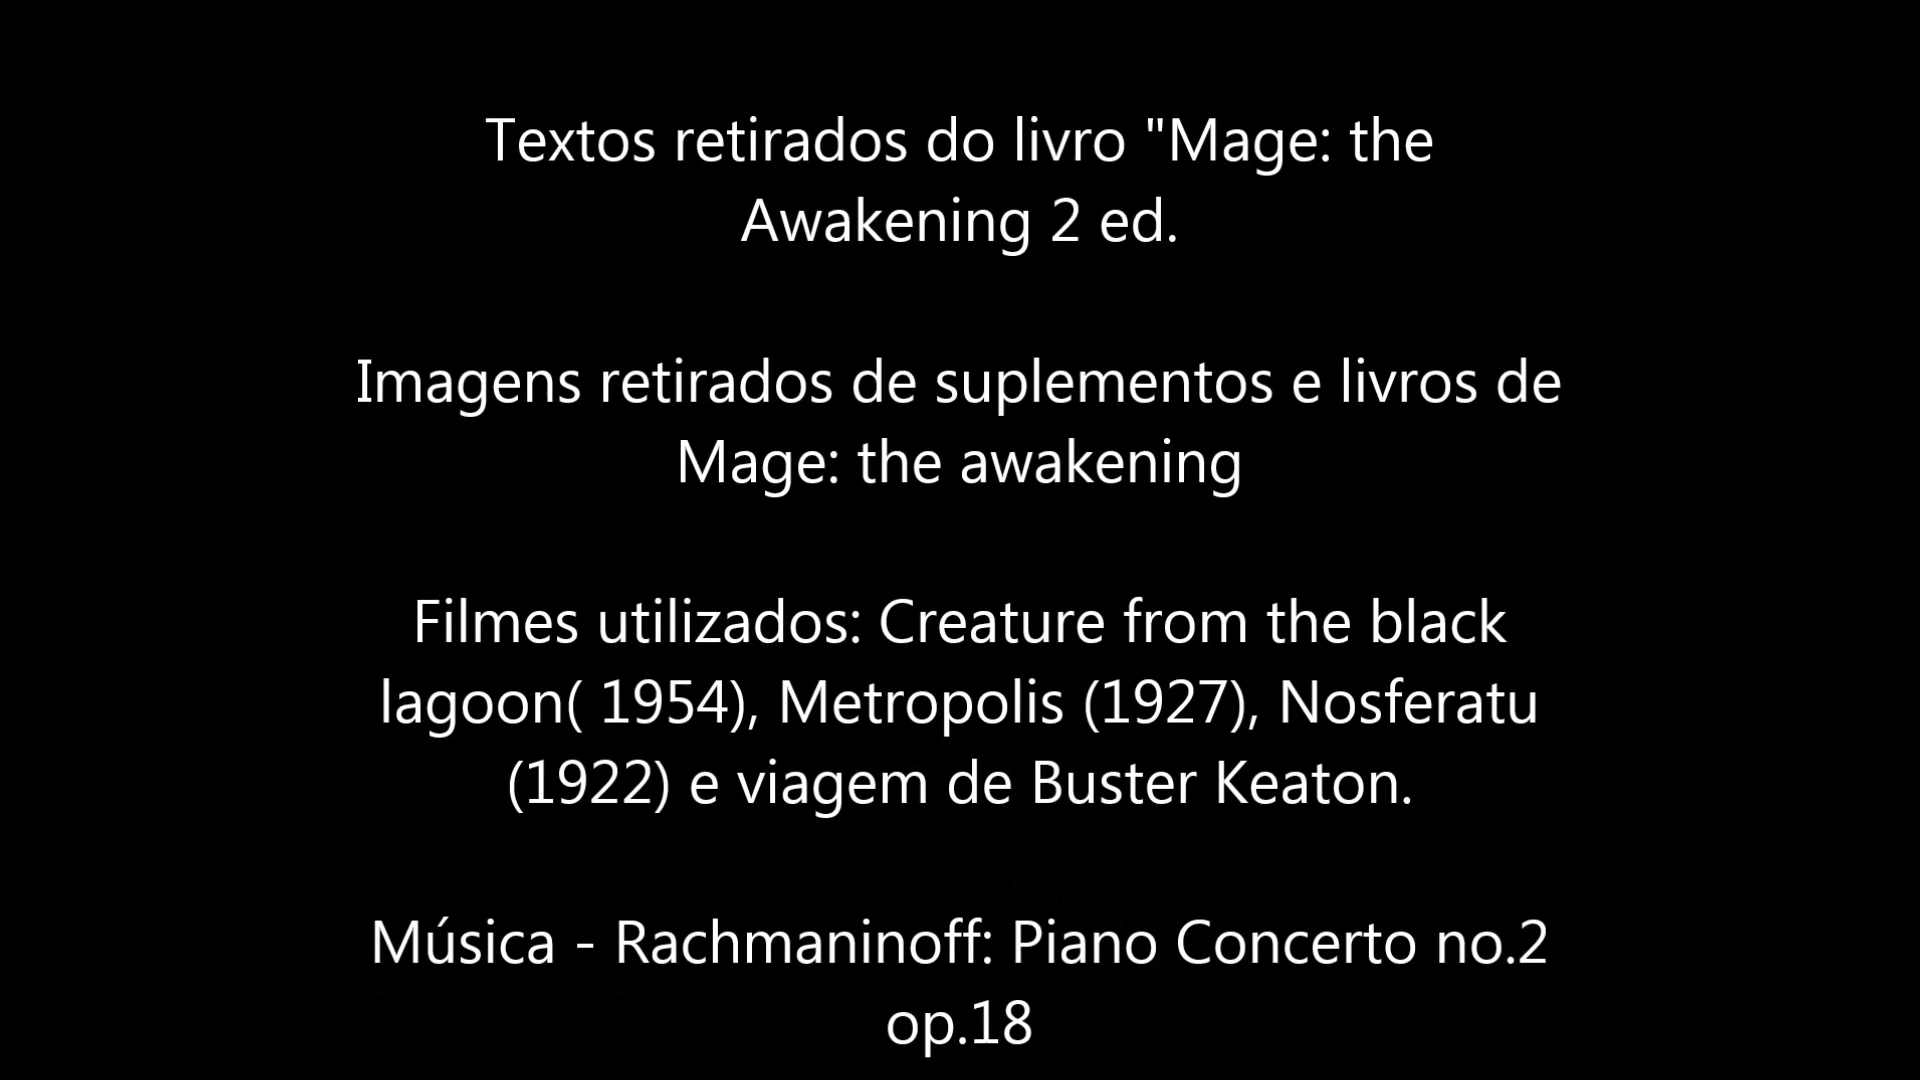 Textos retirados do livro "Mage: the
Awakening 2 ed.
Imagens retirados de suplementos e livros de
Mage: the awakening
Filmes utilizados: Creature from the black
lagoon( 1954), Metropolis (1927), Nosferatu
(1922) e viagem de Buster Keaton.
Música - Rachmaninoff: Piano Concerto no.2
op.18